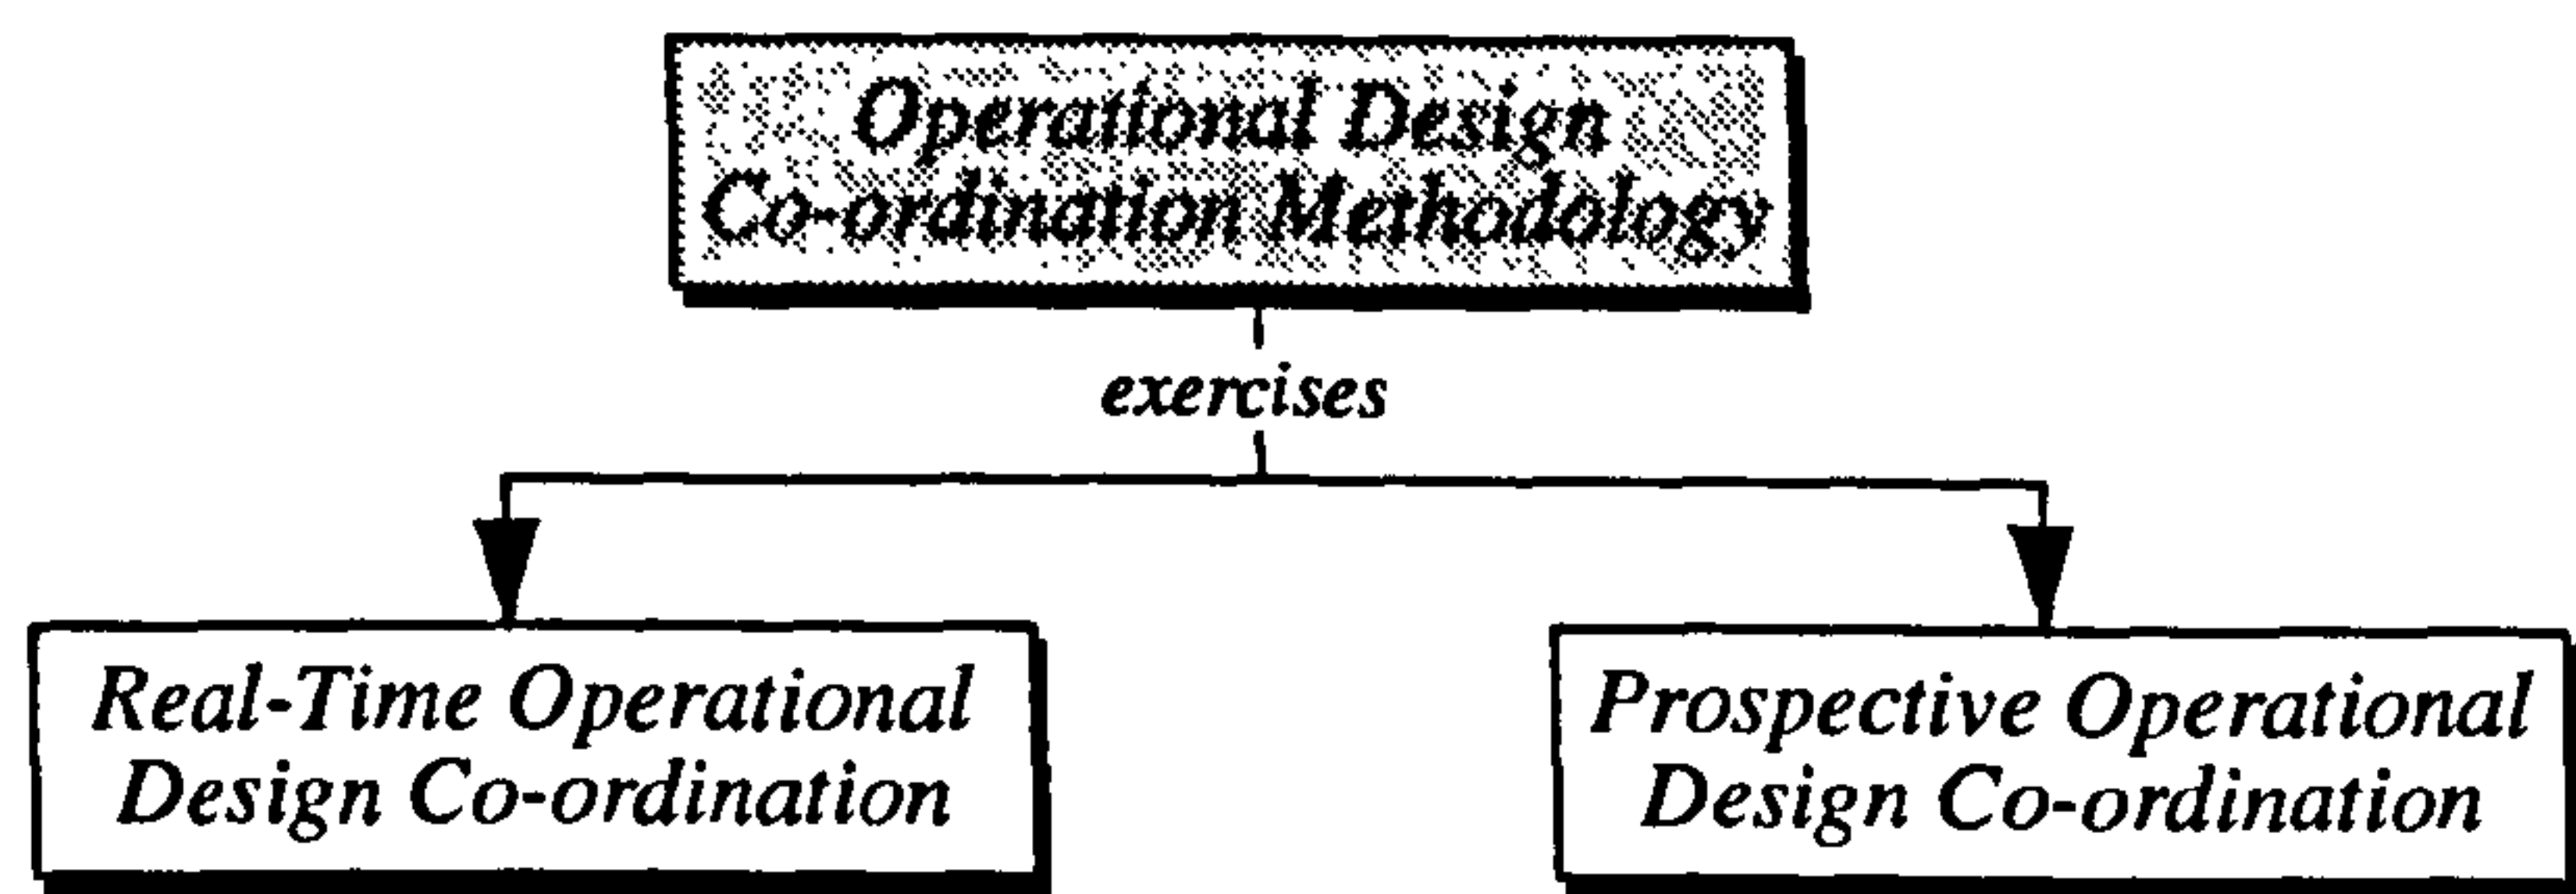 Operational Design
Co-ordination Methodology
exercises
Real-Time Operational
Design Co-ordination
Prospective Operational
Design Co-ordination